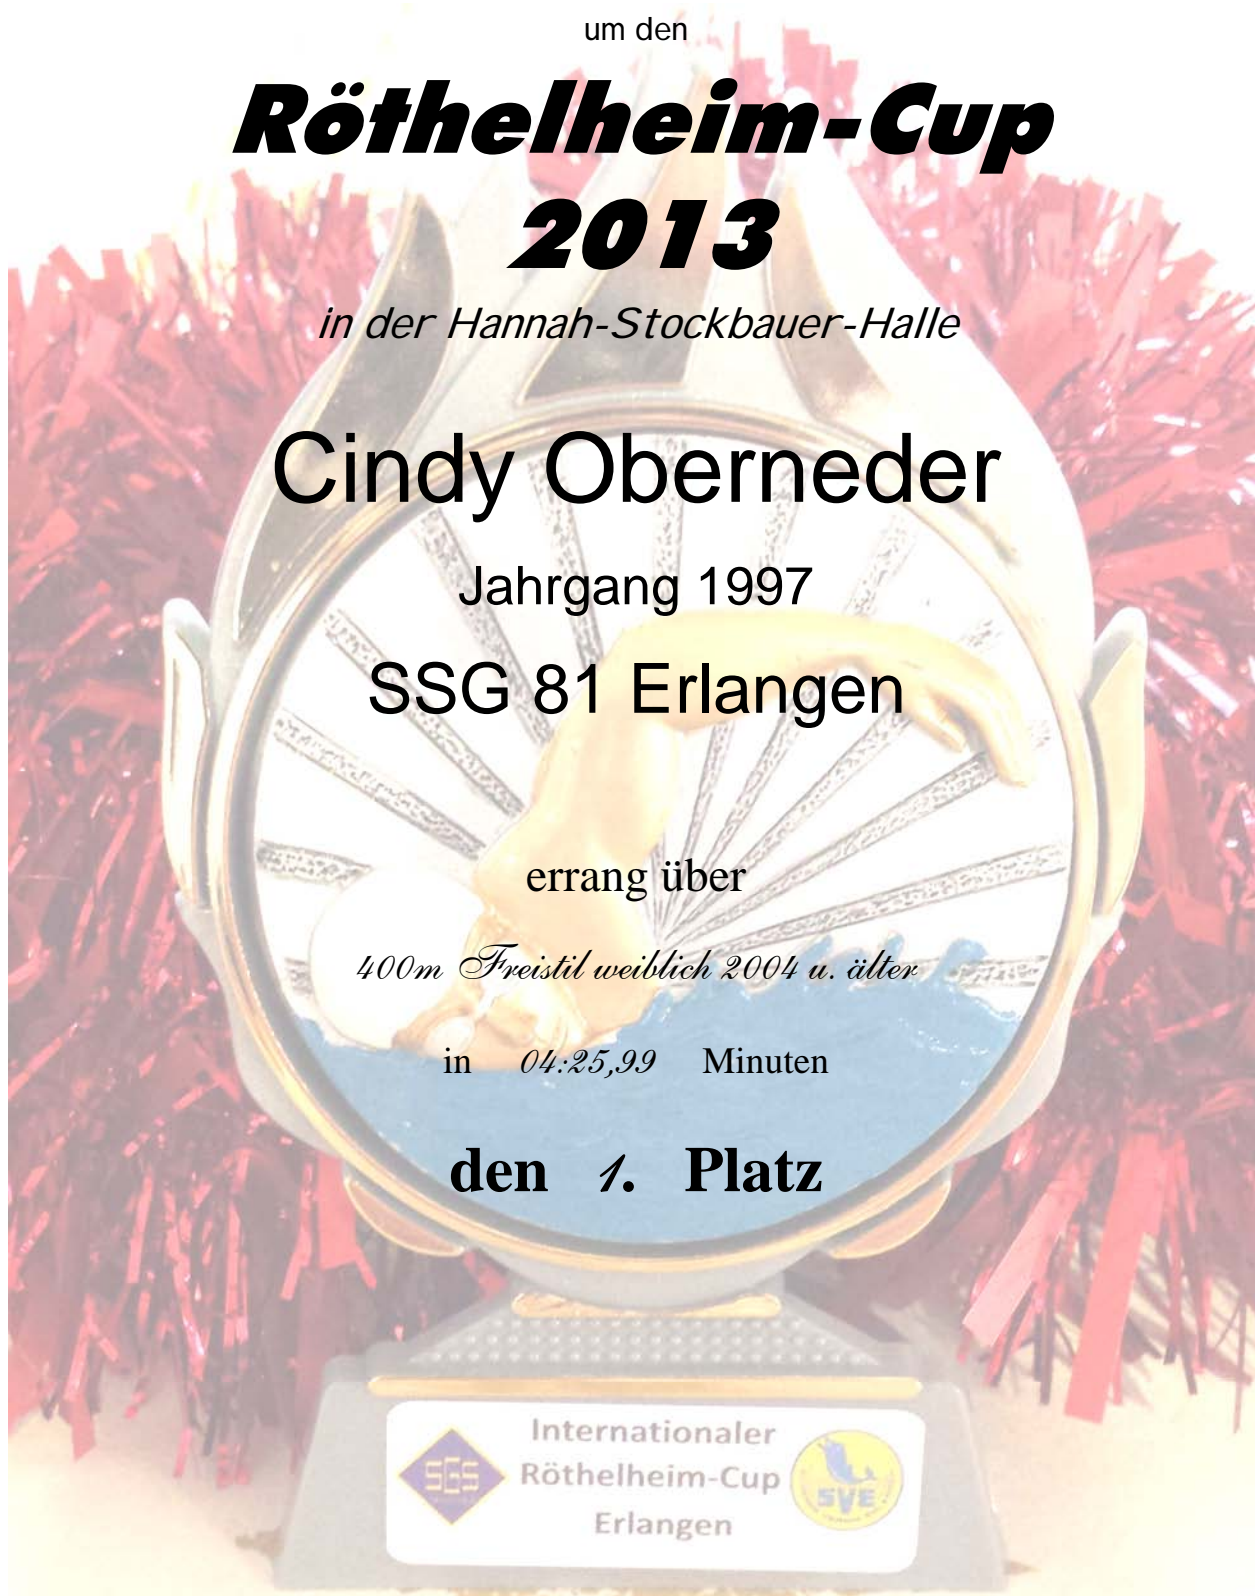 um den
Röthelheim-Cup
2013
in der Hannah-Stockbauer-Halle
Cindy Oberneder
Jahrgang 1997
SSG 81 Erlangen
errang über
400m Freistil weiblich 2004 u. älter
in 04:25,99 Minuten
den 1. Platz
Internationaler
SGS Röthelheim-Cup SVE
Erlangen